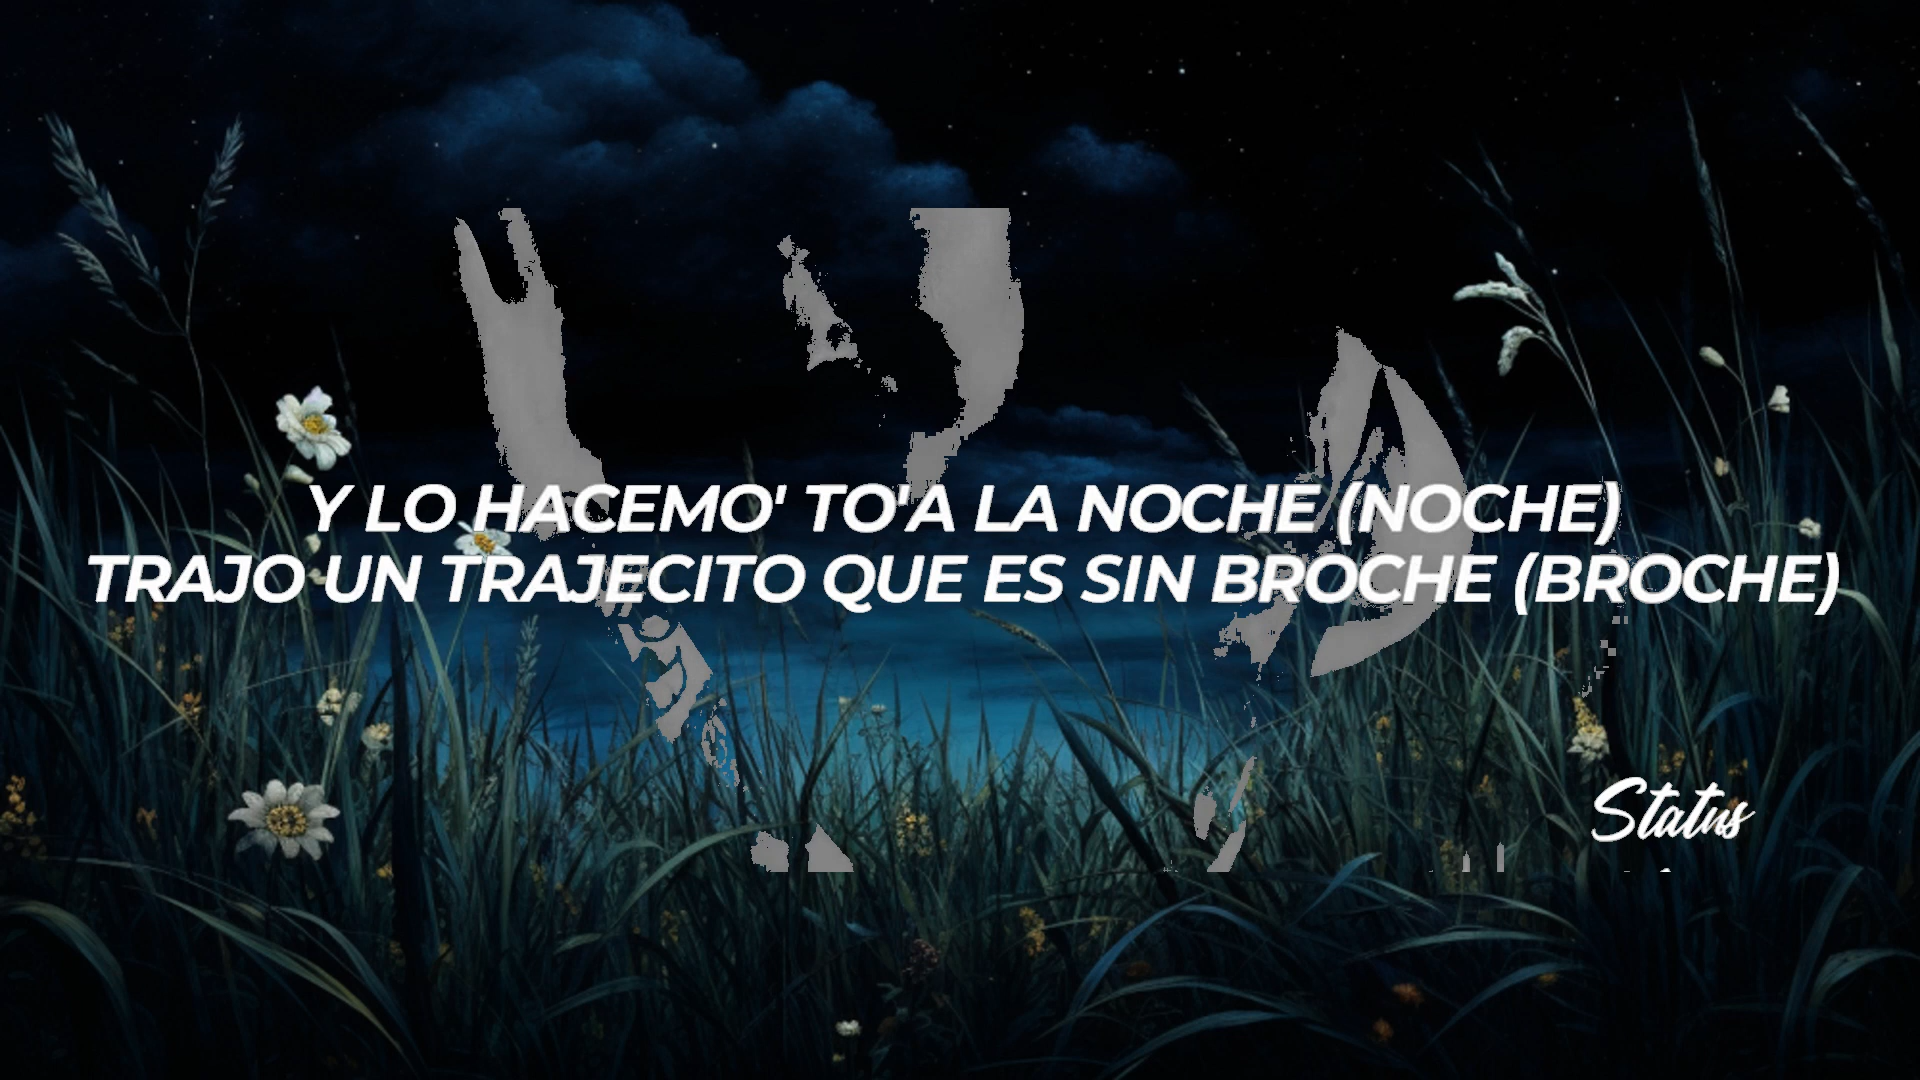 Y LO HACEMO' TO'A LA NOCHE (NOCHE)
TRAJO UN TRAJECITO QUE ES SIN BROCHE (BROCHE)
Status